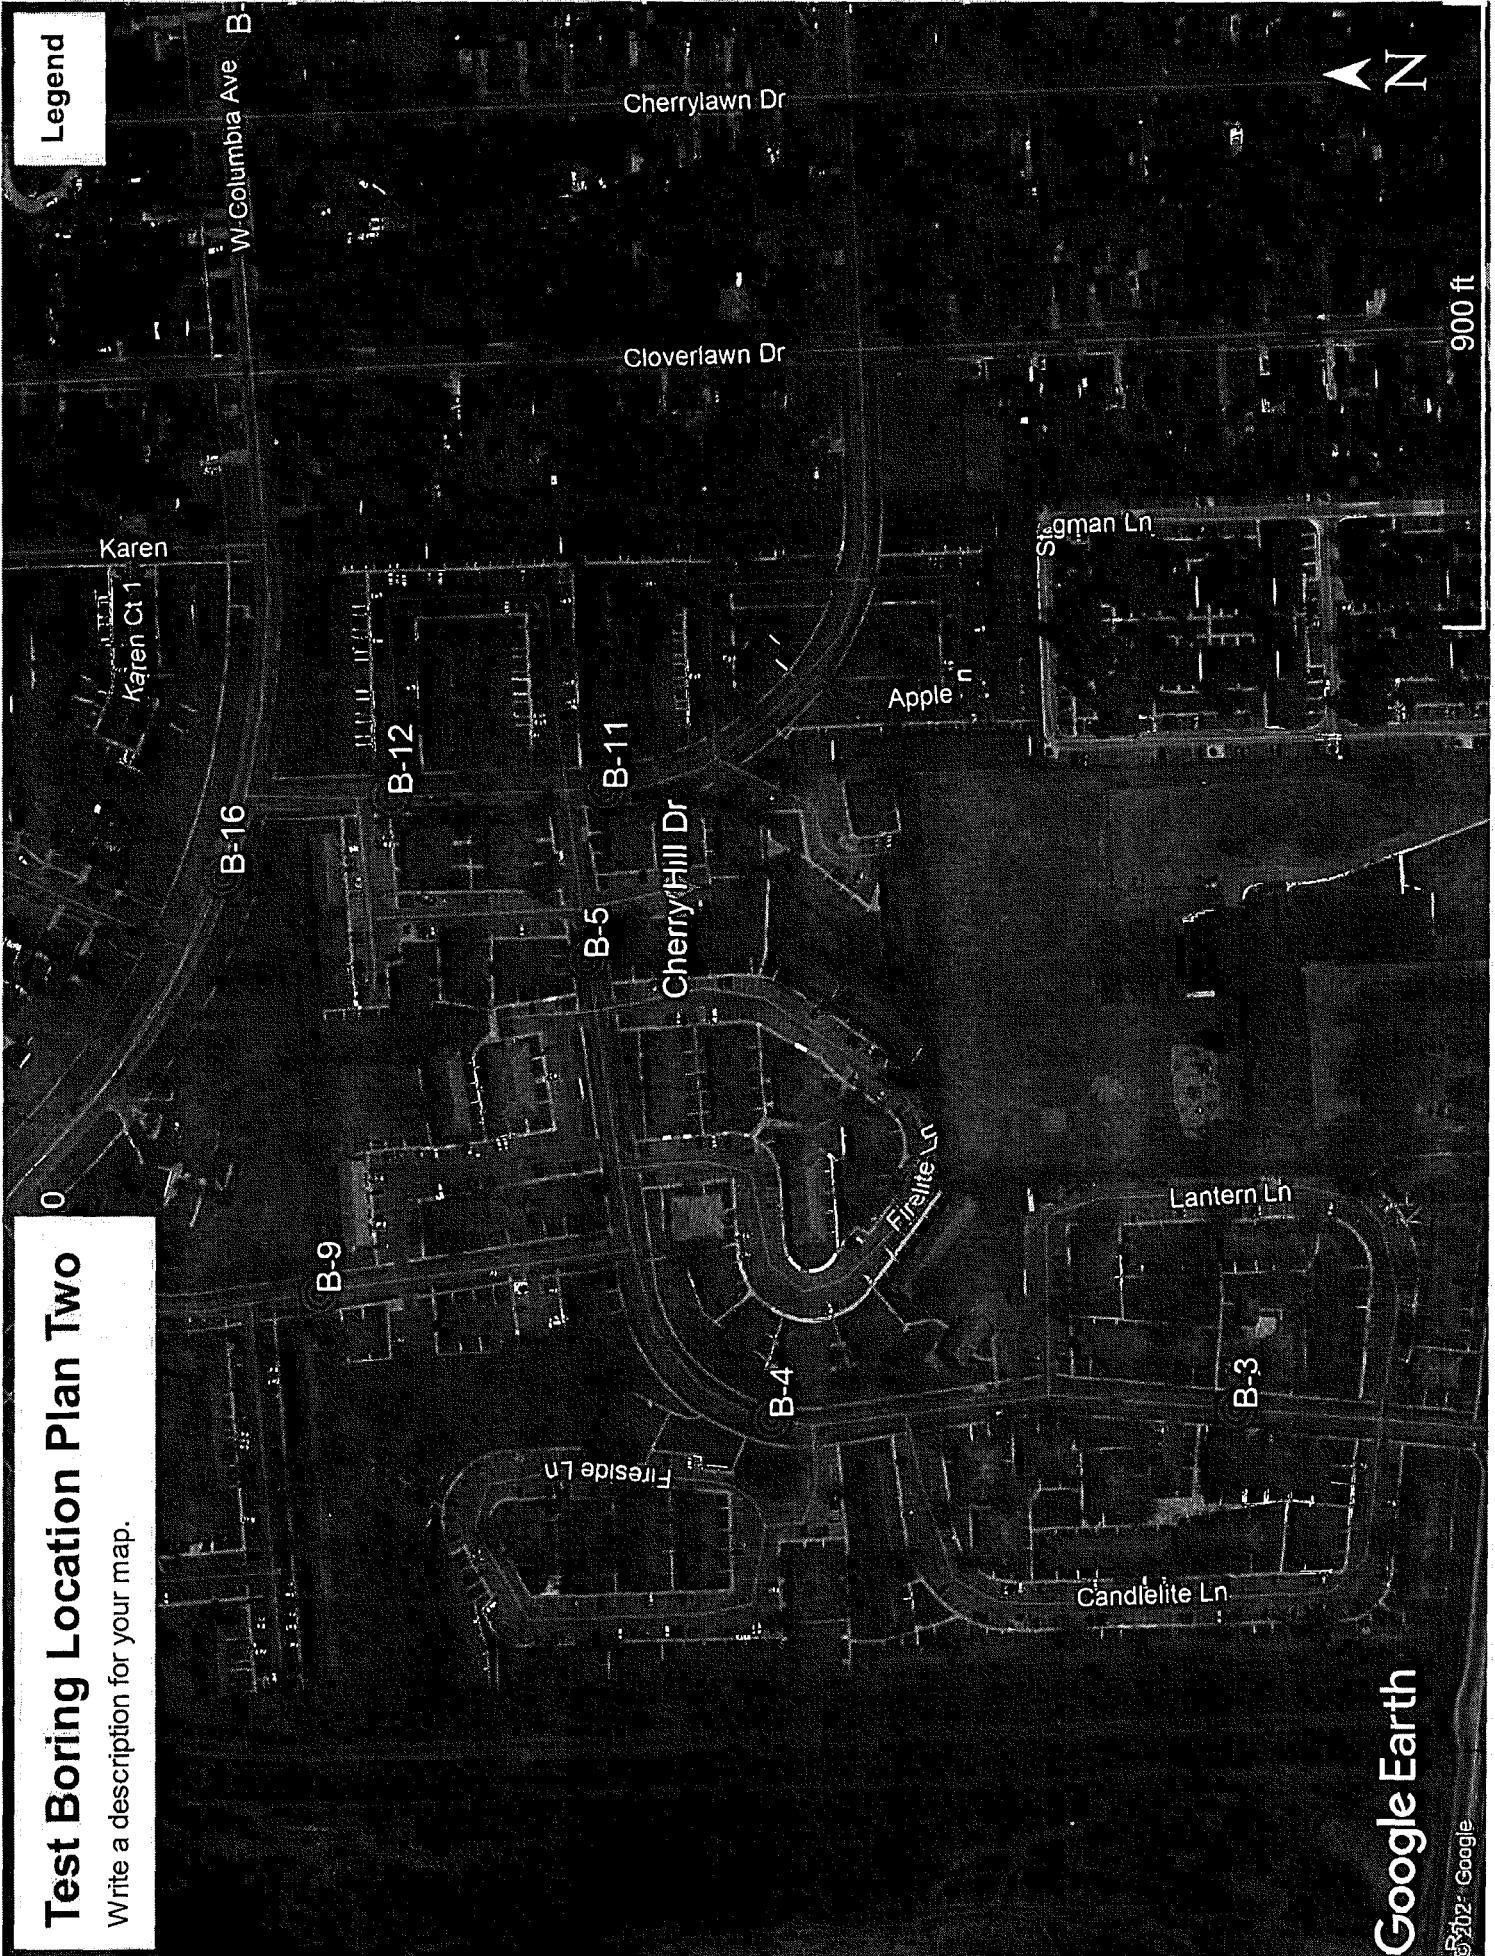 Test Boring Location Plan Two
Write a description for your map.
Legend
0
W Columbia Ave
B-
Karen
Karen Ct 1
B-16
B-9
B-12
B-5
B-11
Cherry Hill Dr
Cherrylawn Dr
Cloverlawn Dr
Fireside Ln
B-4
Firelite Ln
Apple
Lantern Ln
B-3
Candlelite Ln
N
900 ft
Google Earth
Google